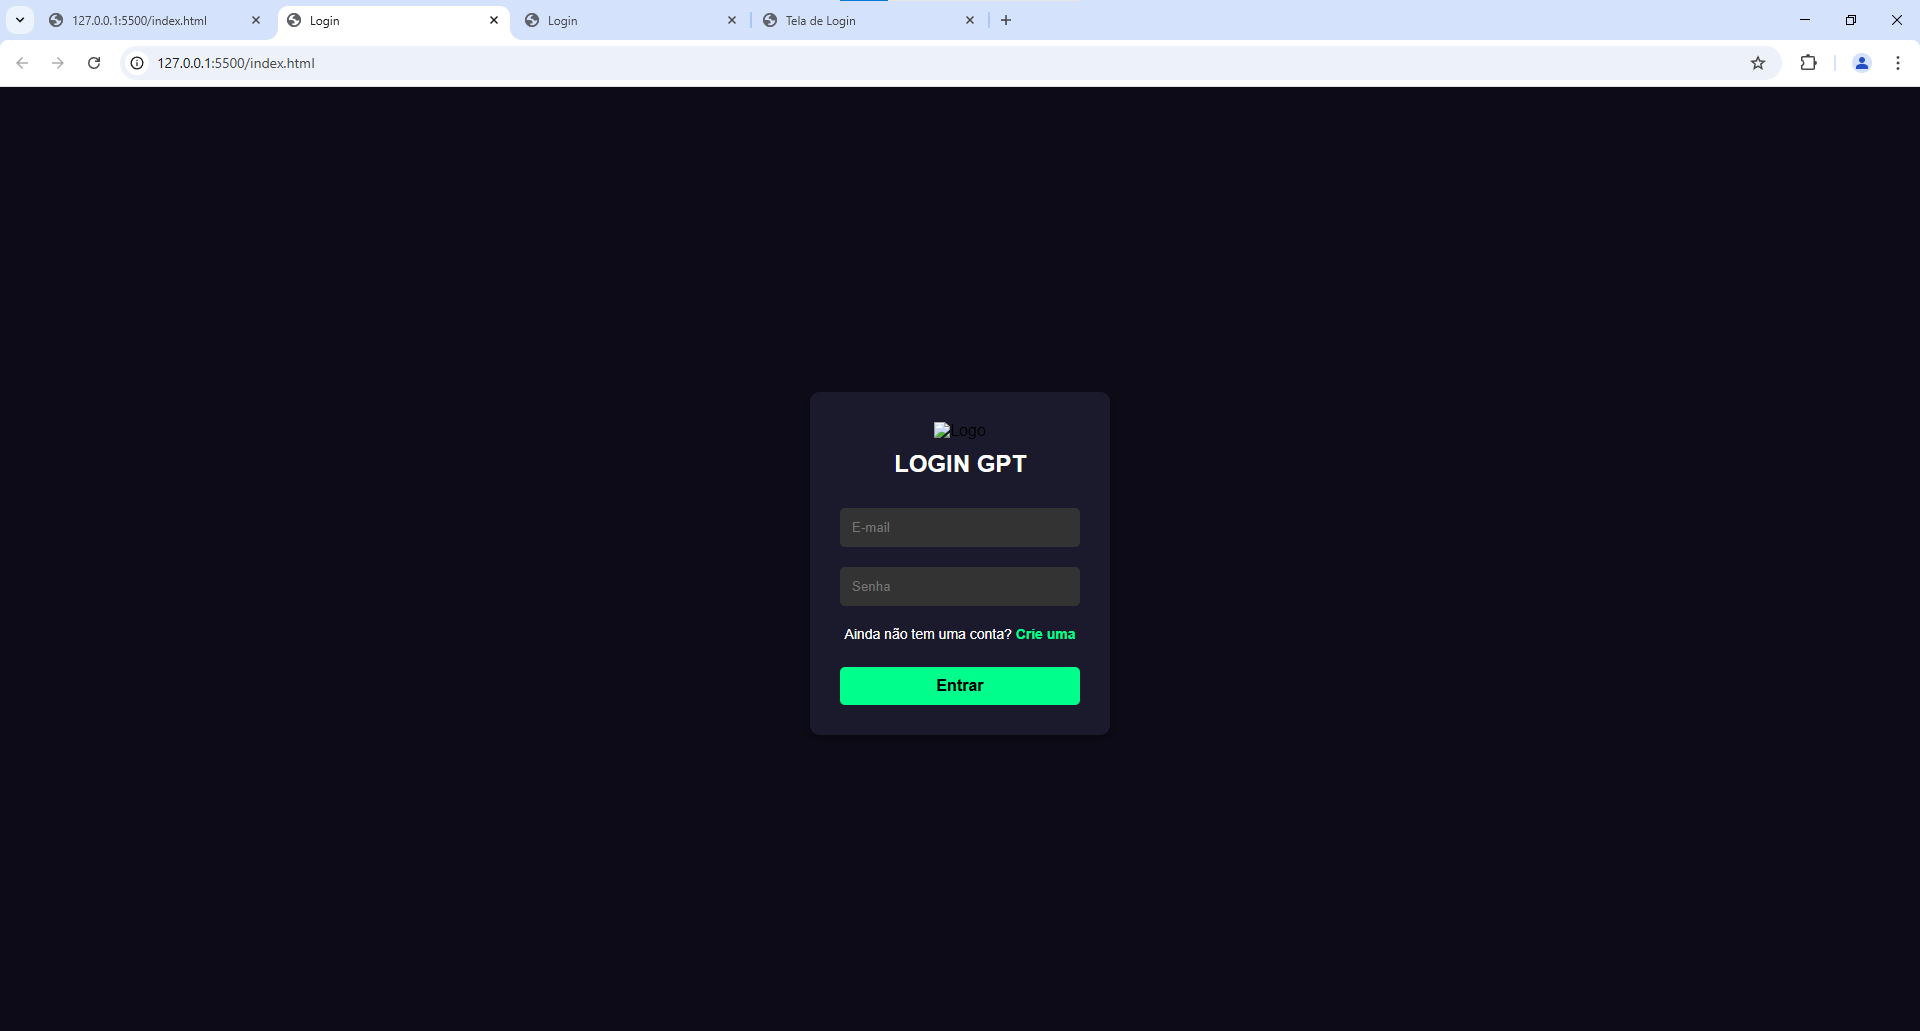 127.0.0.1:5500/index.html
Login
Login
Tela de Login
127.0.0.1:5500/index.html
Logo
LOGIN GPT
E-mail
Senha
Ainda não tem uma conta? Crie uma
Entrar